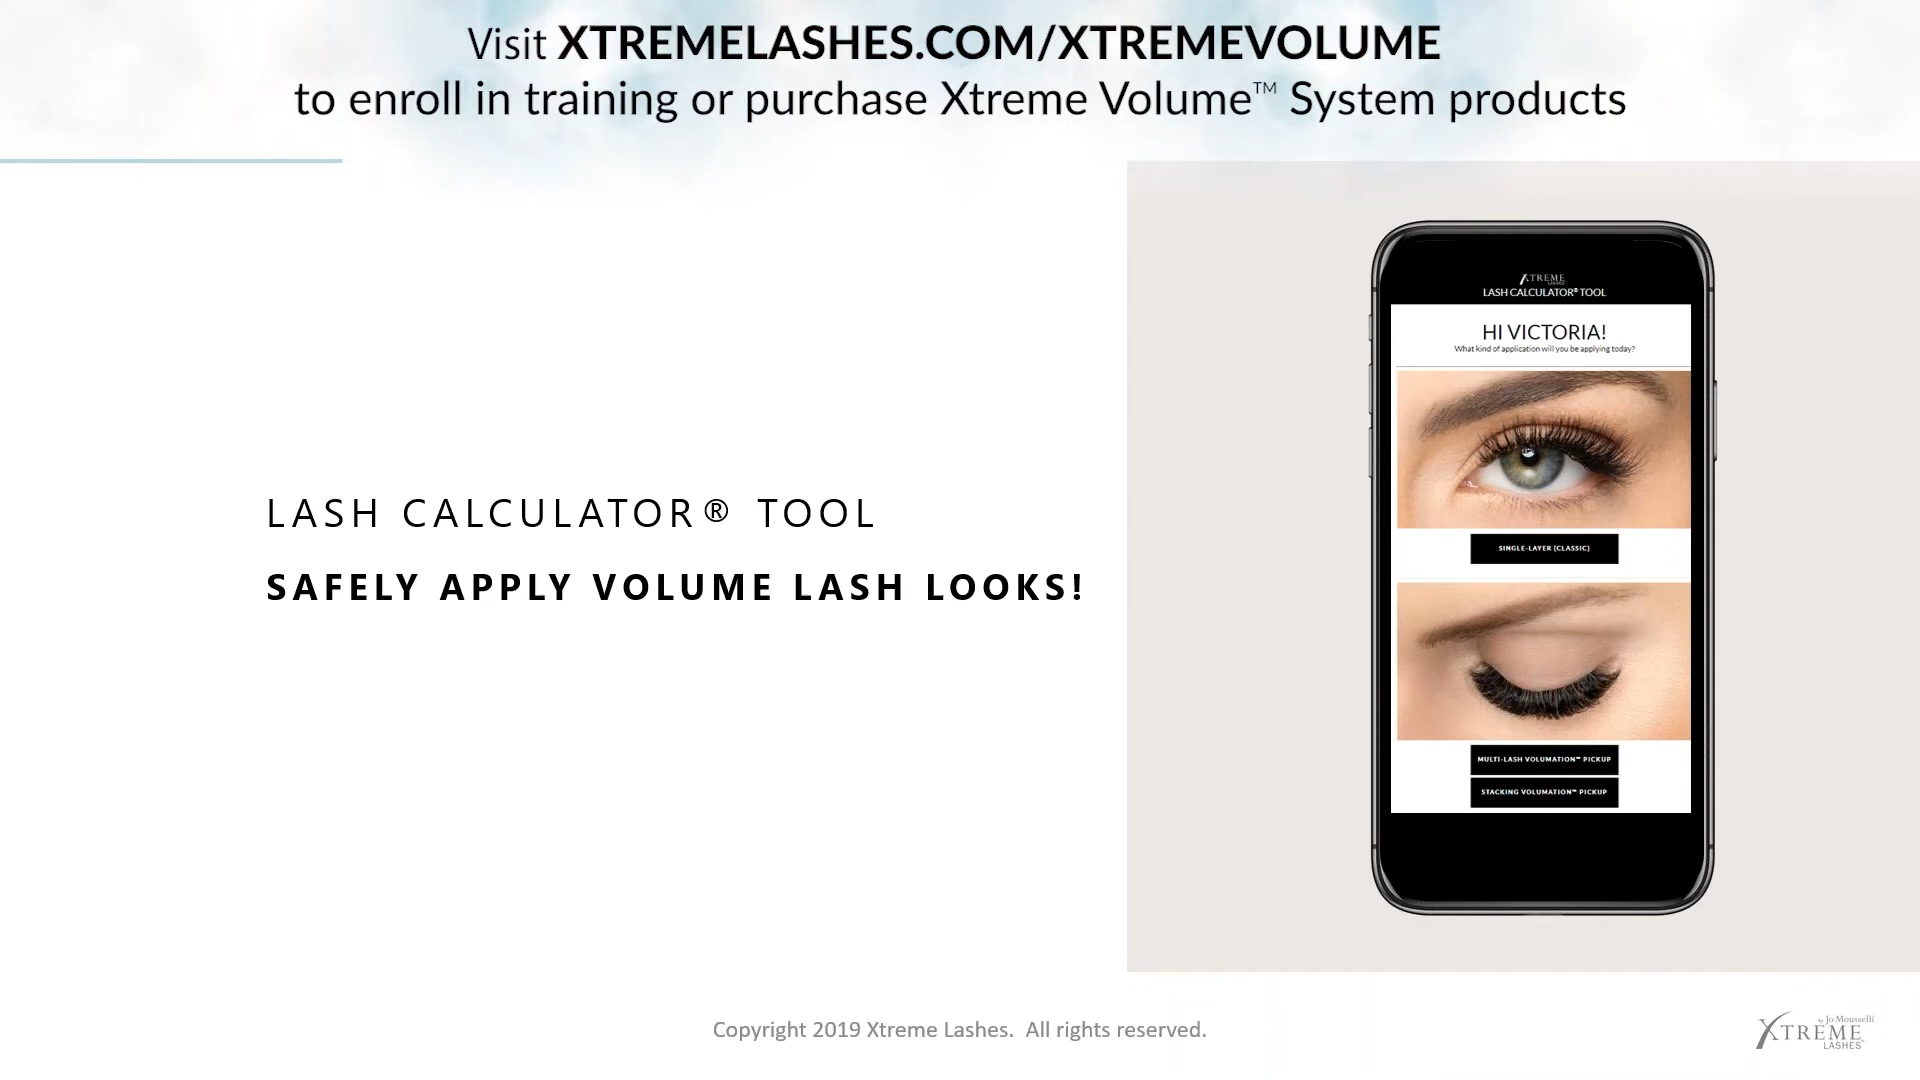 Visit XTREMELASHES.COM/XTREMEVOLUME
to enroll in training or purchase Xtreme Volume™ System products
XTREME
LASHES
LASH CALCULATOR® TOOL
HI VICTORIA!
What kind of application will you be applying today?
SINGLE-LAYER (CLASSIC)
MULTI-LASH VOLUMATION™ PICKUP
STACKING VOLUMATION™ PICKUP
LASH CALCULATOR® TOOL
SAFELY APPLY VOLUME LASH LOOKS!
Copyright 2019 Xtreme Lashes.  All rights reserved.
by Jo Mousselli
XTREME
LASHES®